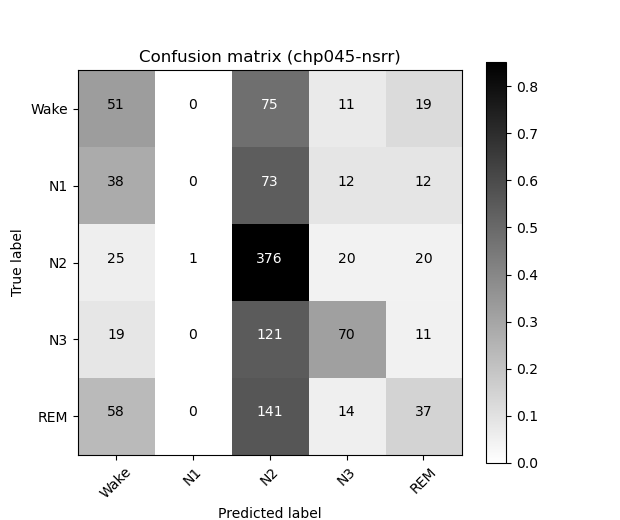 Confusion matrix (chp045-nsrr)
Wake 51 0 75 11 19
N1 38 0 73 12 12
N2 25 1 376 20 20
N3 19 0 121 70 11
REM 58 0 141 14 37
Wake N1 N2 N3 REM
Predicted label
True label
0.8
0.7
0.6
0.5
0.4
0.3
0.2
0.1
0.0